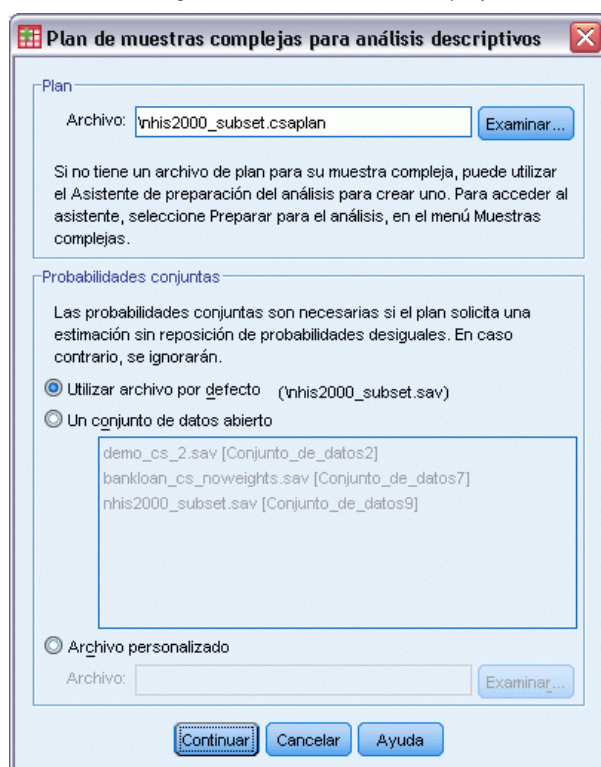 Plan de muestras complejas para análisis descriptivos
Plan
Archivo: \nhis2000_subset.csaplan Examinar...
Si no tiene un archivo de plan para su muestra compleja, puede utilizar
el Asistente de preparación del análisis para crear uno. Para acceder al
asistente, seleccione Preparar para el análisis, en el menú Muestras
complejas.
Probabilidades conjuntas
Las probabilidades conjuntas son necesarias si el plan solicita una
estimación sin reposición de probabilidades desiguales. En caso
contrario, se ignorarán.
Utilizar archivo por defecto (\nhis2000_subset.sav)
Un conjunto de datos abierto
demo_cs_2.sav [Conjunto_de_datos2]
bankloan_cs_noweights.sav [Conjunto_de_datos7]
nhis2000_subset.sav [Conjunto_de_datos9]
Archivo personalizado
Archivo: Examinar...
Continuar Cancelar Ayuda